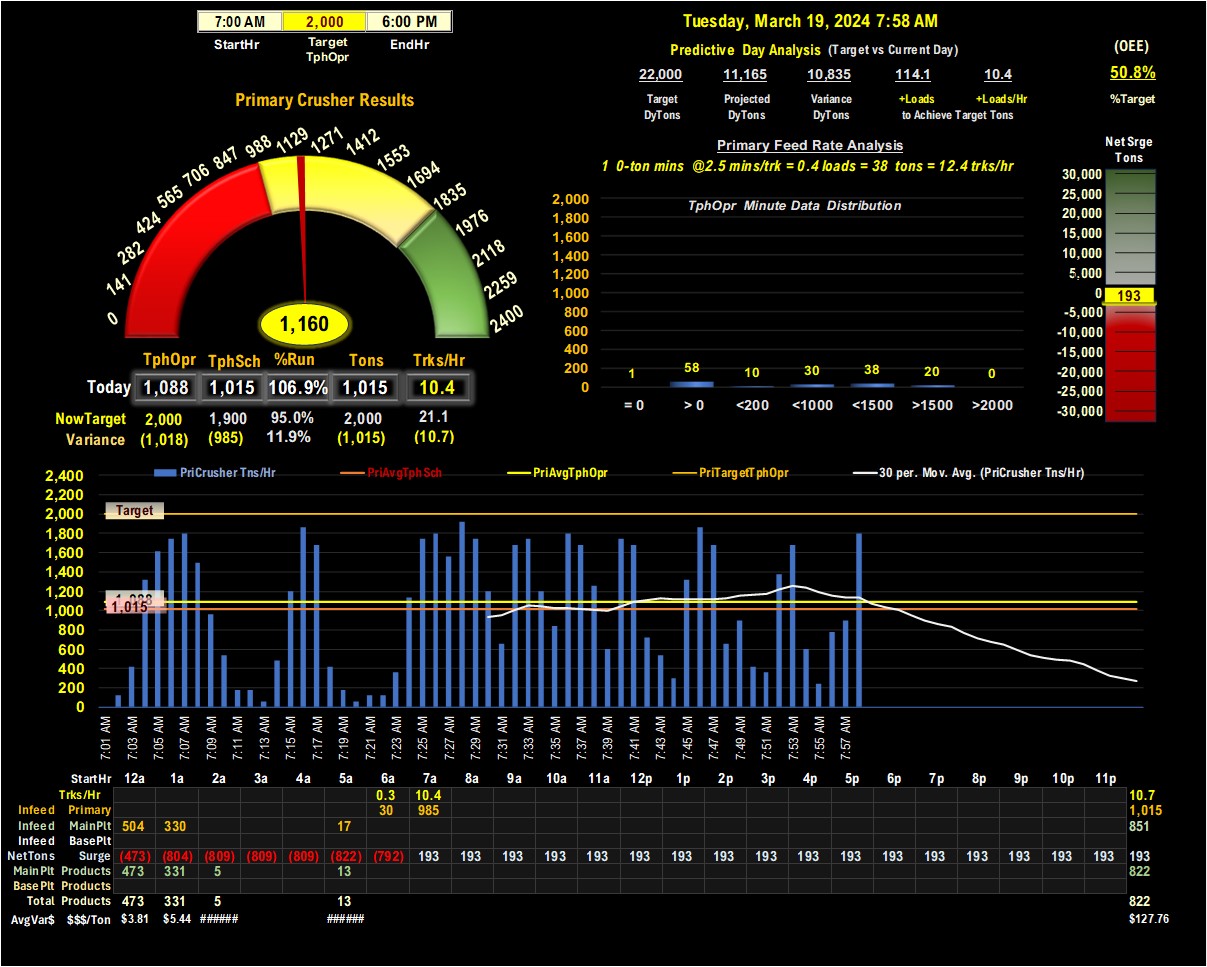 7:00 AM 2,000 6:00 PM
StartHr Target TphOpr EndHr
Tuesday, March 19, 2024 7:58 AM
Predictive Day Analysis (Target vs Current Day)
22,000 11,165 10,835 114.1 10.4
Target DyTons Projected DyTons Variance DyTons +Loads +Loads/Hr
to Achieve Target Tons
(OEE)
50.8%
%Target
Primary Crusher Results
0 141 282 424 565 706 847 988 1129 1271 1412 1553 1694 1835 1976 2118 2259 2400
1,160
TphOpr TphSch %Run Tons Trks/Hr
Today 1,088 1,015 106.9% 1,015 10.4
NowTarget 2,000 1,900 95.0% 2,000 21.1
Variance (1,018) (985) 11.9% (1,015) (10.7)
Primary Feed Rate Analysis
1 0-ton mins @2.5 mins/trk = 0.4 loads = 38 tons = 12.4 trks/hr
TphOpr Minute Data Distribution
2,000
1,800
1,600
1,400
1,200
1,000
800
600
400
200
0
1 58 10 30 38 20 0
= 0 > 0 <200 <1000 <1500 >1500 >2000
Net Srge
Tons
30,000
25,000
20,000
15,000
10,000
5,000
0 193
-5,000
-10,000
-15,000
-20,000
-25,000
-30,000
PriCrusher Tns/Hr PriAvgTphSch PriAvgTphOpr PriTargetTphOpr 30 per. Mov. Avg. (PriCrusher Tns/Hr)
2,400
2,200
2,000
1,800
1,600
1,400
1,200
1,000
800
600
400
200
0
Target
1,088
1,015
7:01 AM 7:03 AM 7:05 AM 7:07 AM 7:09 AM 7:11 AM 7:13 AM 7:15 AM 7:17 AM 7:19 AM 7:21 AM 7:23 AM 7:25 AM 7:27 AM 7:29 AM 7:31 AM 7:33 AM 7:35 AM 7:37 AM 7:39 AM 7:41 AM 7:43 AM 7:45 AM 7:47 AM 7:49 AM 7:51 AM 7:53 AM 7:55 AM 7:57 AM
StartHr 12a 1a 2a 3a 4a 5a 6a 7a 8a 9a 10a 11a 12p 1p 2p 3p 4p 5p 6p 7p 8p 9p 10p 11p
Trks/Hr 0.3 10.4 10.7
Infeed Primary 30 985 1,015
Infeed MainPlt 504 330 17 851
Infeed BasePlt
NetTons Surge (473) (804) (809) (809) (809) (822) (792) 193 193 193 193 193 193 193 193 193 193 193 193 193 193 193 193 193 193
MainPlt Products 473 331 5 13 822
BasePlt Products
Total Products 473 331 5 13 822
AvgVar$ $$$/Ton $3.81 $5.44 ###### ###### $127.76